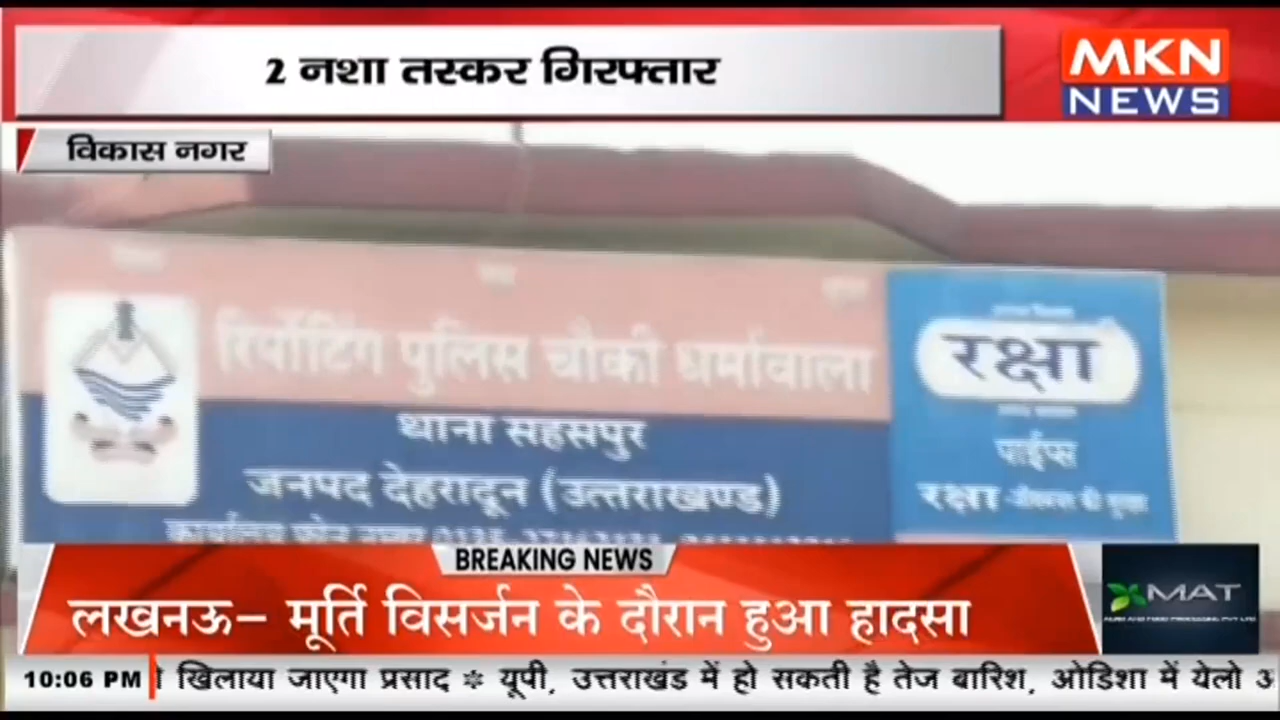 2 नशा तस्कर गिरफ्तार
MKN
NEWS
विकास नगर
रिपोर्टिंग पुलिस चौकी धर्मावाला
थाना सहसपुर
जनपद देहरादून (उत्तराखण्ड)
रक्षा
पाईप्स
रक्षा
BREAKING NEWS
लखनऊ- मूर्ति विसर्जन के दौरान हुआ हादसा
MAT
10:06 PM
खिलाया जाएगा प्रसाद * यूपी, उत्तराखंड में हो सकती है तेज बारिश, ओडिशा में येलो